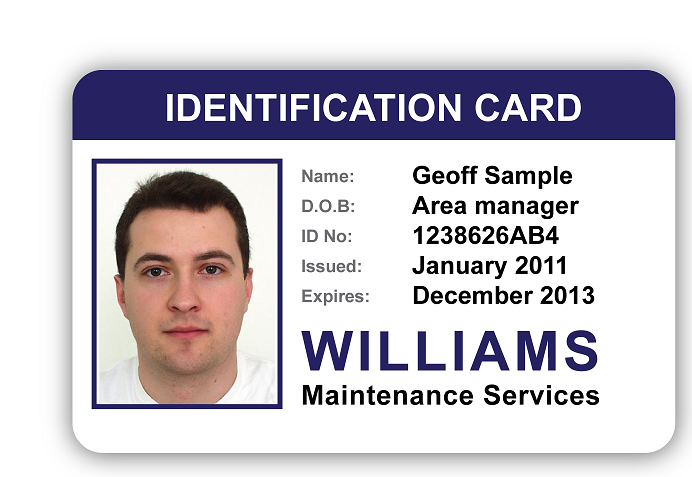 IDENTIFICATION CARD
Name: Geoff Sample
D.O.B: Area manager
ID No: 1238626AB4
Issued: January 2011
Expires: December 2013
WILLIAMS
Maintenance Services